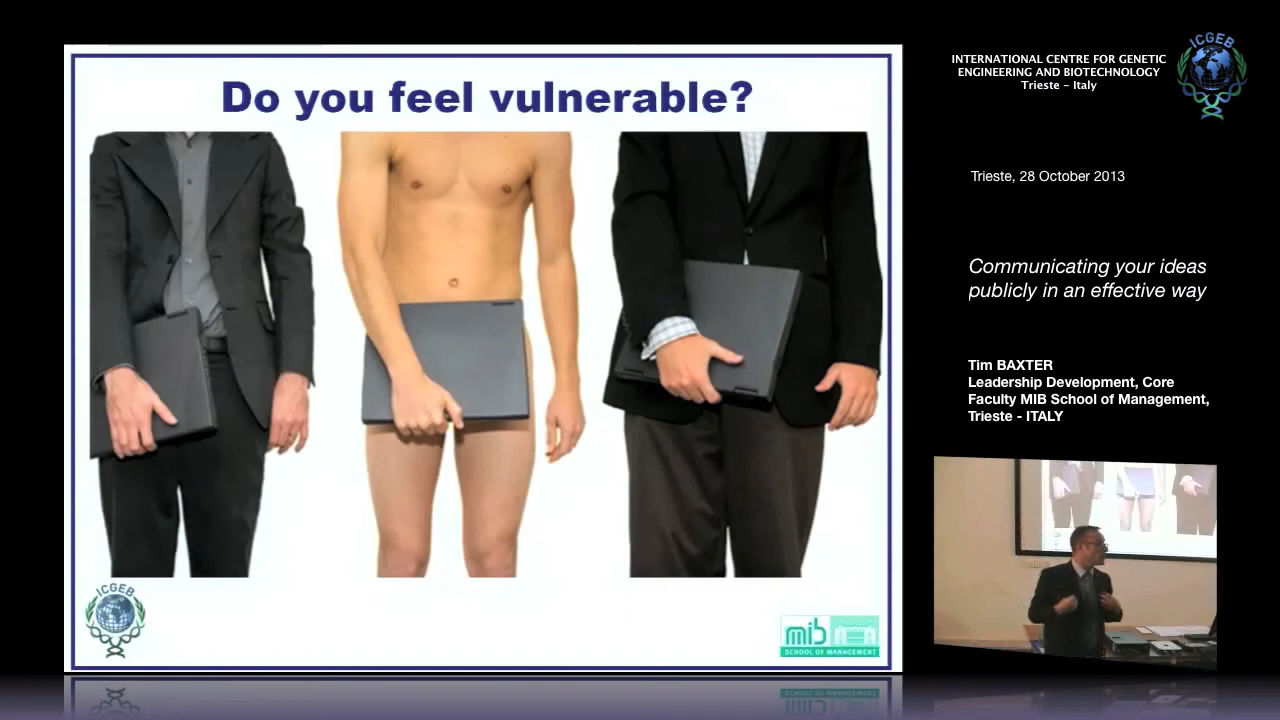 Do you feel vulnerable?
ICGEB
mib
SCHOOL OF MANAGEMENT
INTERNATIONAL CENTRE FOR GENETIC
ENGINEERING AND BIOTECHNOLOGY
Trieste - Italy
ICGEB
Trieste, 28 October 2013
Communicating your ideas
publicly in an effective way
Tim BAXTER
Leadership Development, Core
Faculty MIB School of Management,
Trieste - ITALY